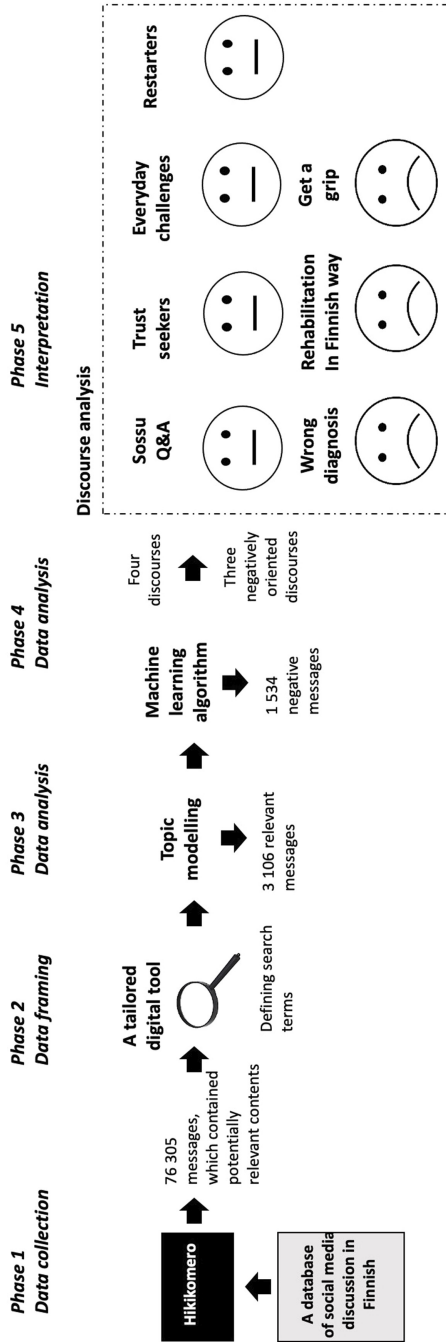 Phase 1
Data collection
Hikikomero
A database
of social media
discussion in
Finnish
76 305
messages,
which contained
potentially
relevant contents
Phase 2
Data framing
A tailored
digital tool
Defining search
terms
Phase 3
Data analysis
Topic
modelling
3 106 relevant
messages
Phase 4
Data analysis
Machine
learning
algorithm
1 534
negative
messages
Four
discourses
Three
negatively
oriented
discourses
Phase 5
Interpretation
Discourse analysis
Sossu
Q&A
Trust
seekers
Everyday
challenges
Restarters
Wrong
diagnosis
Rehabilitation
In Finnish way
Get a
grip